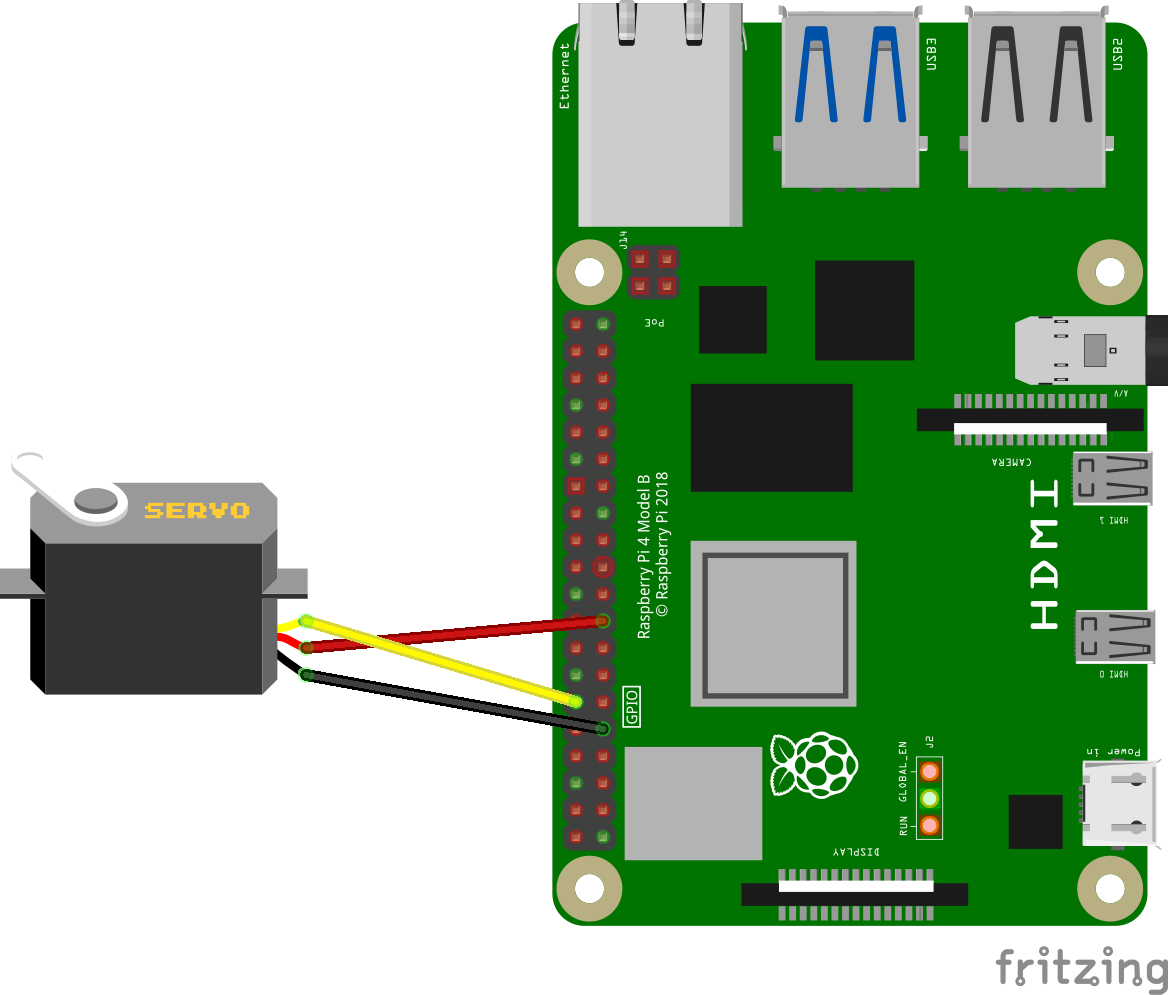 Ethernet
USB3
USB2
J14
PoE
A/V
CAMERA
HDMI 1
HDMI
SERVO
Raspberry Pi 4 Model B
© Raspberry Pi 2018
HDMI 0
GPIO
J2
GLOBAL_EN
RUN
Power in
DISPLAY
fritzing